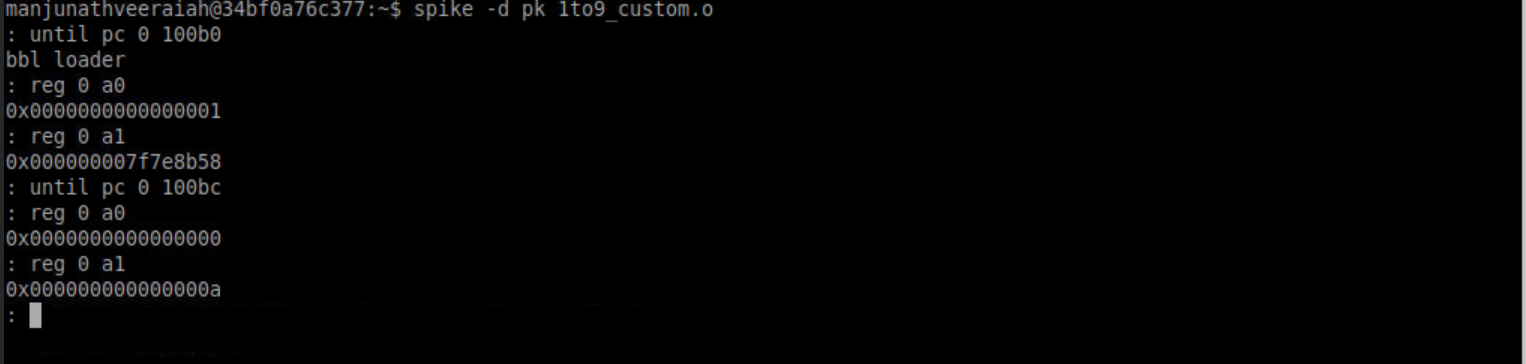 manjunathveeraiah@34bf0a76c377:~$ spike -d pk 1to9_custom.o
: until pc 0 100b0
bbl loader
: reg 0 a0
0x0000000000000001
: reg 0 a1
0x000000007f7e8b58
: until pc 0 100bc
: reg 0 a0
0x0000000000000000
: reg 0 a1
0x000000000000000a
: